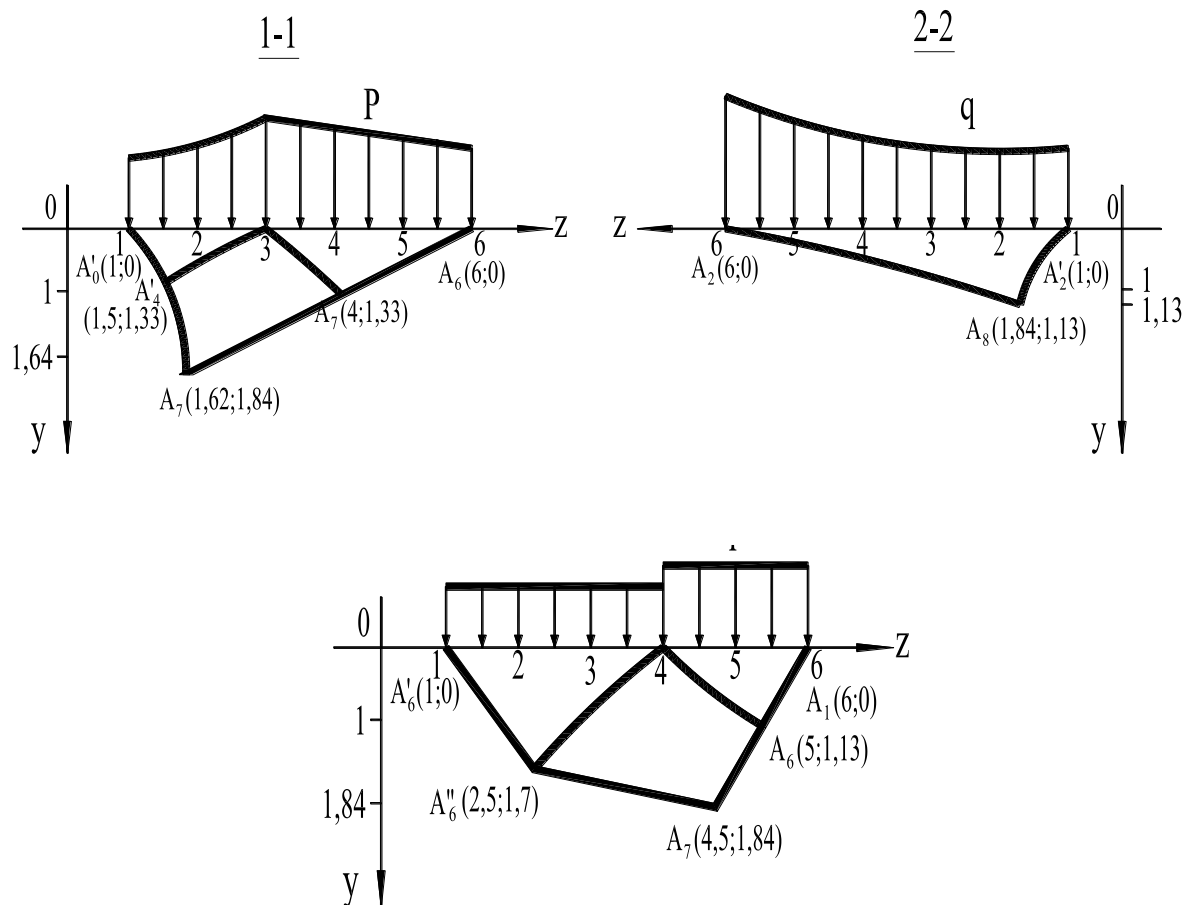 1-1
P
0
1 2 3 4 5 6 z
A'₀(1;0)
A₆(6;0)
A'₄
1
(1,5;1,33)
A₇(4;1,33)
1,64
A₇(1,62;1,84)
y
2-2
q
0
z 6 5 4 3 2 1
A₂(6;0)
A'₂(1;0)
1
1,13
A₈(1,84;1,13)
y
0
1 2 3 4 5 6 z
A'₆(1;0)
A₁(6;0)
1
A₆(5;1,13)
1,84
A''₆(2,5;1,7)
A₇(4,5;1,84)
y